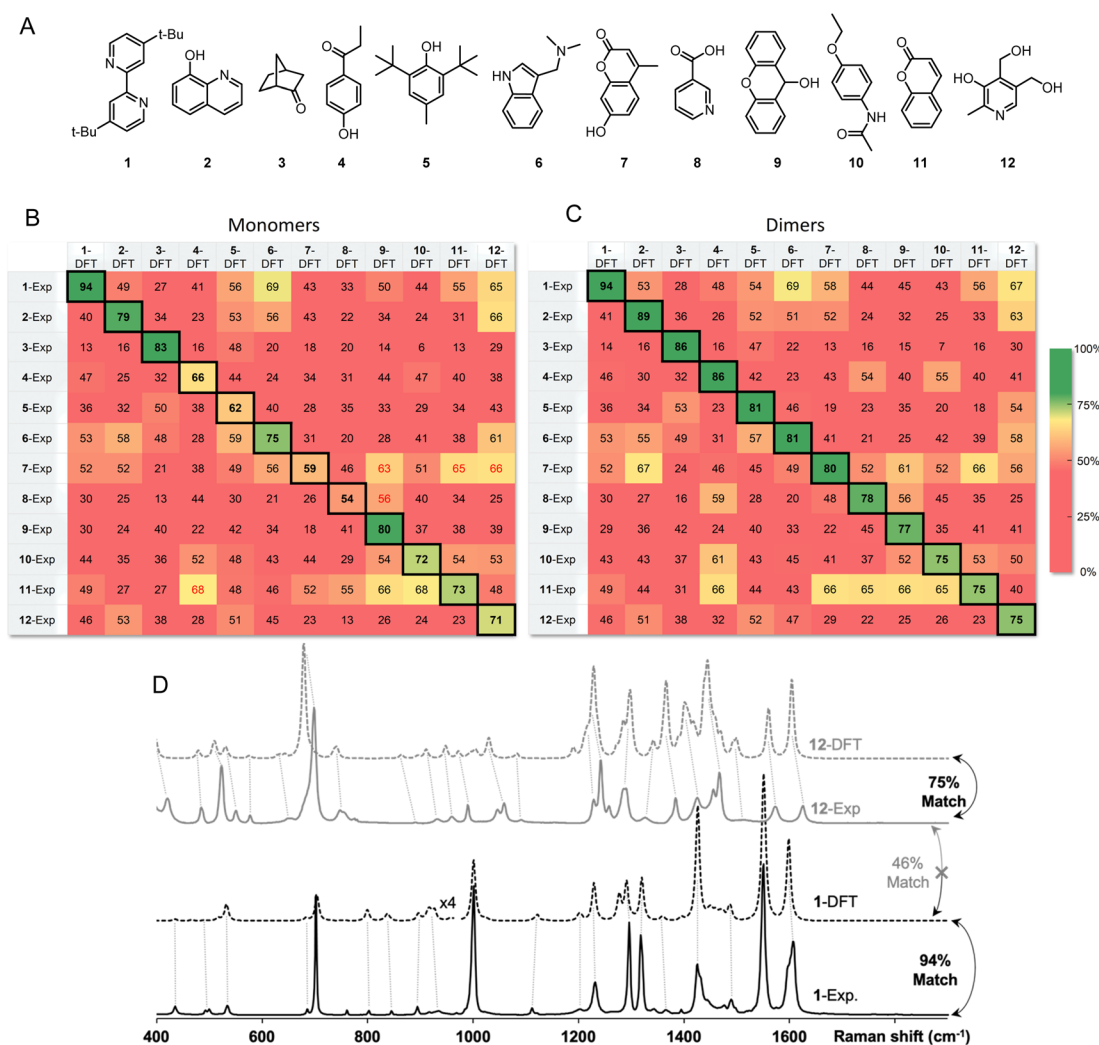 A
t-Bu
N
N
t-Bu
OH
N
O
O
OH
OH
N
HN
O
O
HO
O
OH
N
O
OH
O
NH
O
O
O
OH
HO
OH
N
1 2 3 4 5 6 7 8 9 10 11 12
B
Monomers
1-DFT 2-DFT 3-DFT 4-DFT 5-DFT 6-DFT 7-DFT 8-DFT 9-DFT 10-DFT 11-DFT 12-DFT
1-Exp 94 49 27 41 56 69 43 33 50 44 55 65
2-Exp 40 79 34 23 53 56 43 22 34 24 31 66
3-Exp 13 16 83 16 48 20 18 20 14 6 13 29
4-Exp 47 25 32 66 44 24 34 31 44 47 40 38
5-Exp 36 32 50 38 62 40 28 35 33 29 34 43
6-Exp 53 58 48 28 59 75 31 20 28 41 38 61
7-Exp 52 52 21 38 49 56 59 46 63 51 65 66
8-Exp 30 25 13 44 30 21 26 54 56 40 34 25
9-Exp 30 24 40 22 42 34 18 41 80 37 38 39
10-Exp 44 35 36 52 48 43 44 29 54 72 54 53
11-Exp 49 27 27 68 48 46 52 55 66 68 73 48
12-Exp 46 53 38 28 51 45 23 13 26 24 23 71
C
Dimers
1-DFT 2-DFT 3-DFT 4-DFT 5-DFT 6-DFT 7-DFT 8-DFT 9-DFT 10-DFT 11-DFT 12-DFT
1-Exp 94 53 28 48 54 69 58 44 45 43 56 67
2-Exp 41 89 36 26 52 51 52 24 32 25 33 63
3-Exp 14 16 86 16 47 22 13 16 15 7 16 30
4-Exp 46 30 32 86 42 23 43 54 40 55 40 41
5-Exp 36 34 53 23 81 46 19 23 35 20 18 54
6-Exp 53 55 49 31 57 81 41 21 25 42 39 58
7-Exp 52 67 24 46 45 49 80 52 61 52 66 56
8-Exp 30 27 16 59 28 20 48 78 56 45 35 25
9-Exp 29 36 42 24 40 33 22 45 77 35 41 41
10-Exp 43 43 37 61 43 45 41 37 52 75 53 50
11-Exp 49 44 31 66 44 43 66 65 66 65 75 40
12-Exp 46 51 38 32 52 47 29 22 25 26 23 75
100%
75%
50%
25%
0%
D
12-DFT
75%
Match
12-Exp
46%
Match
x4
1-DFT
94%
Match
1-Exp.
400 600 800 1000 1200 1400 1600 Raman shift (cm⁻¹)